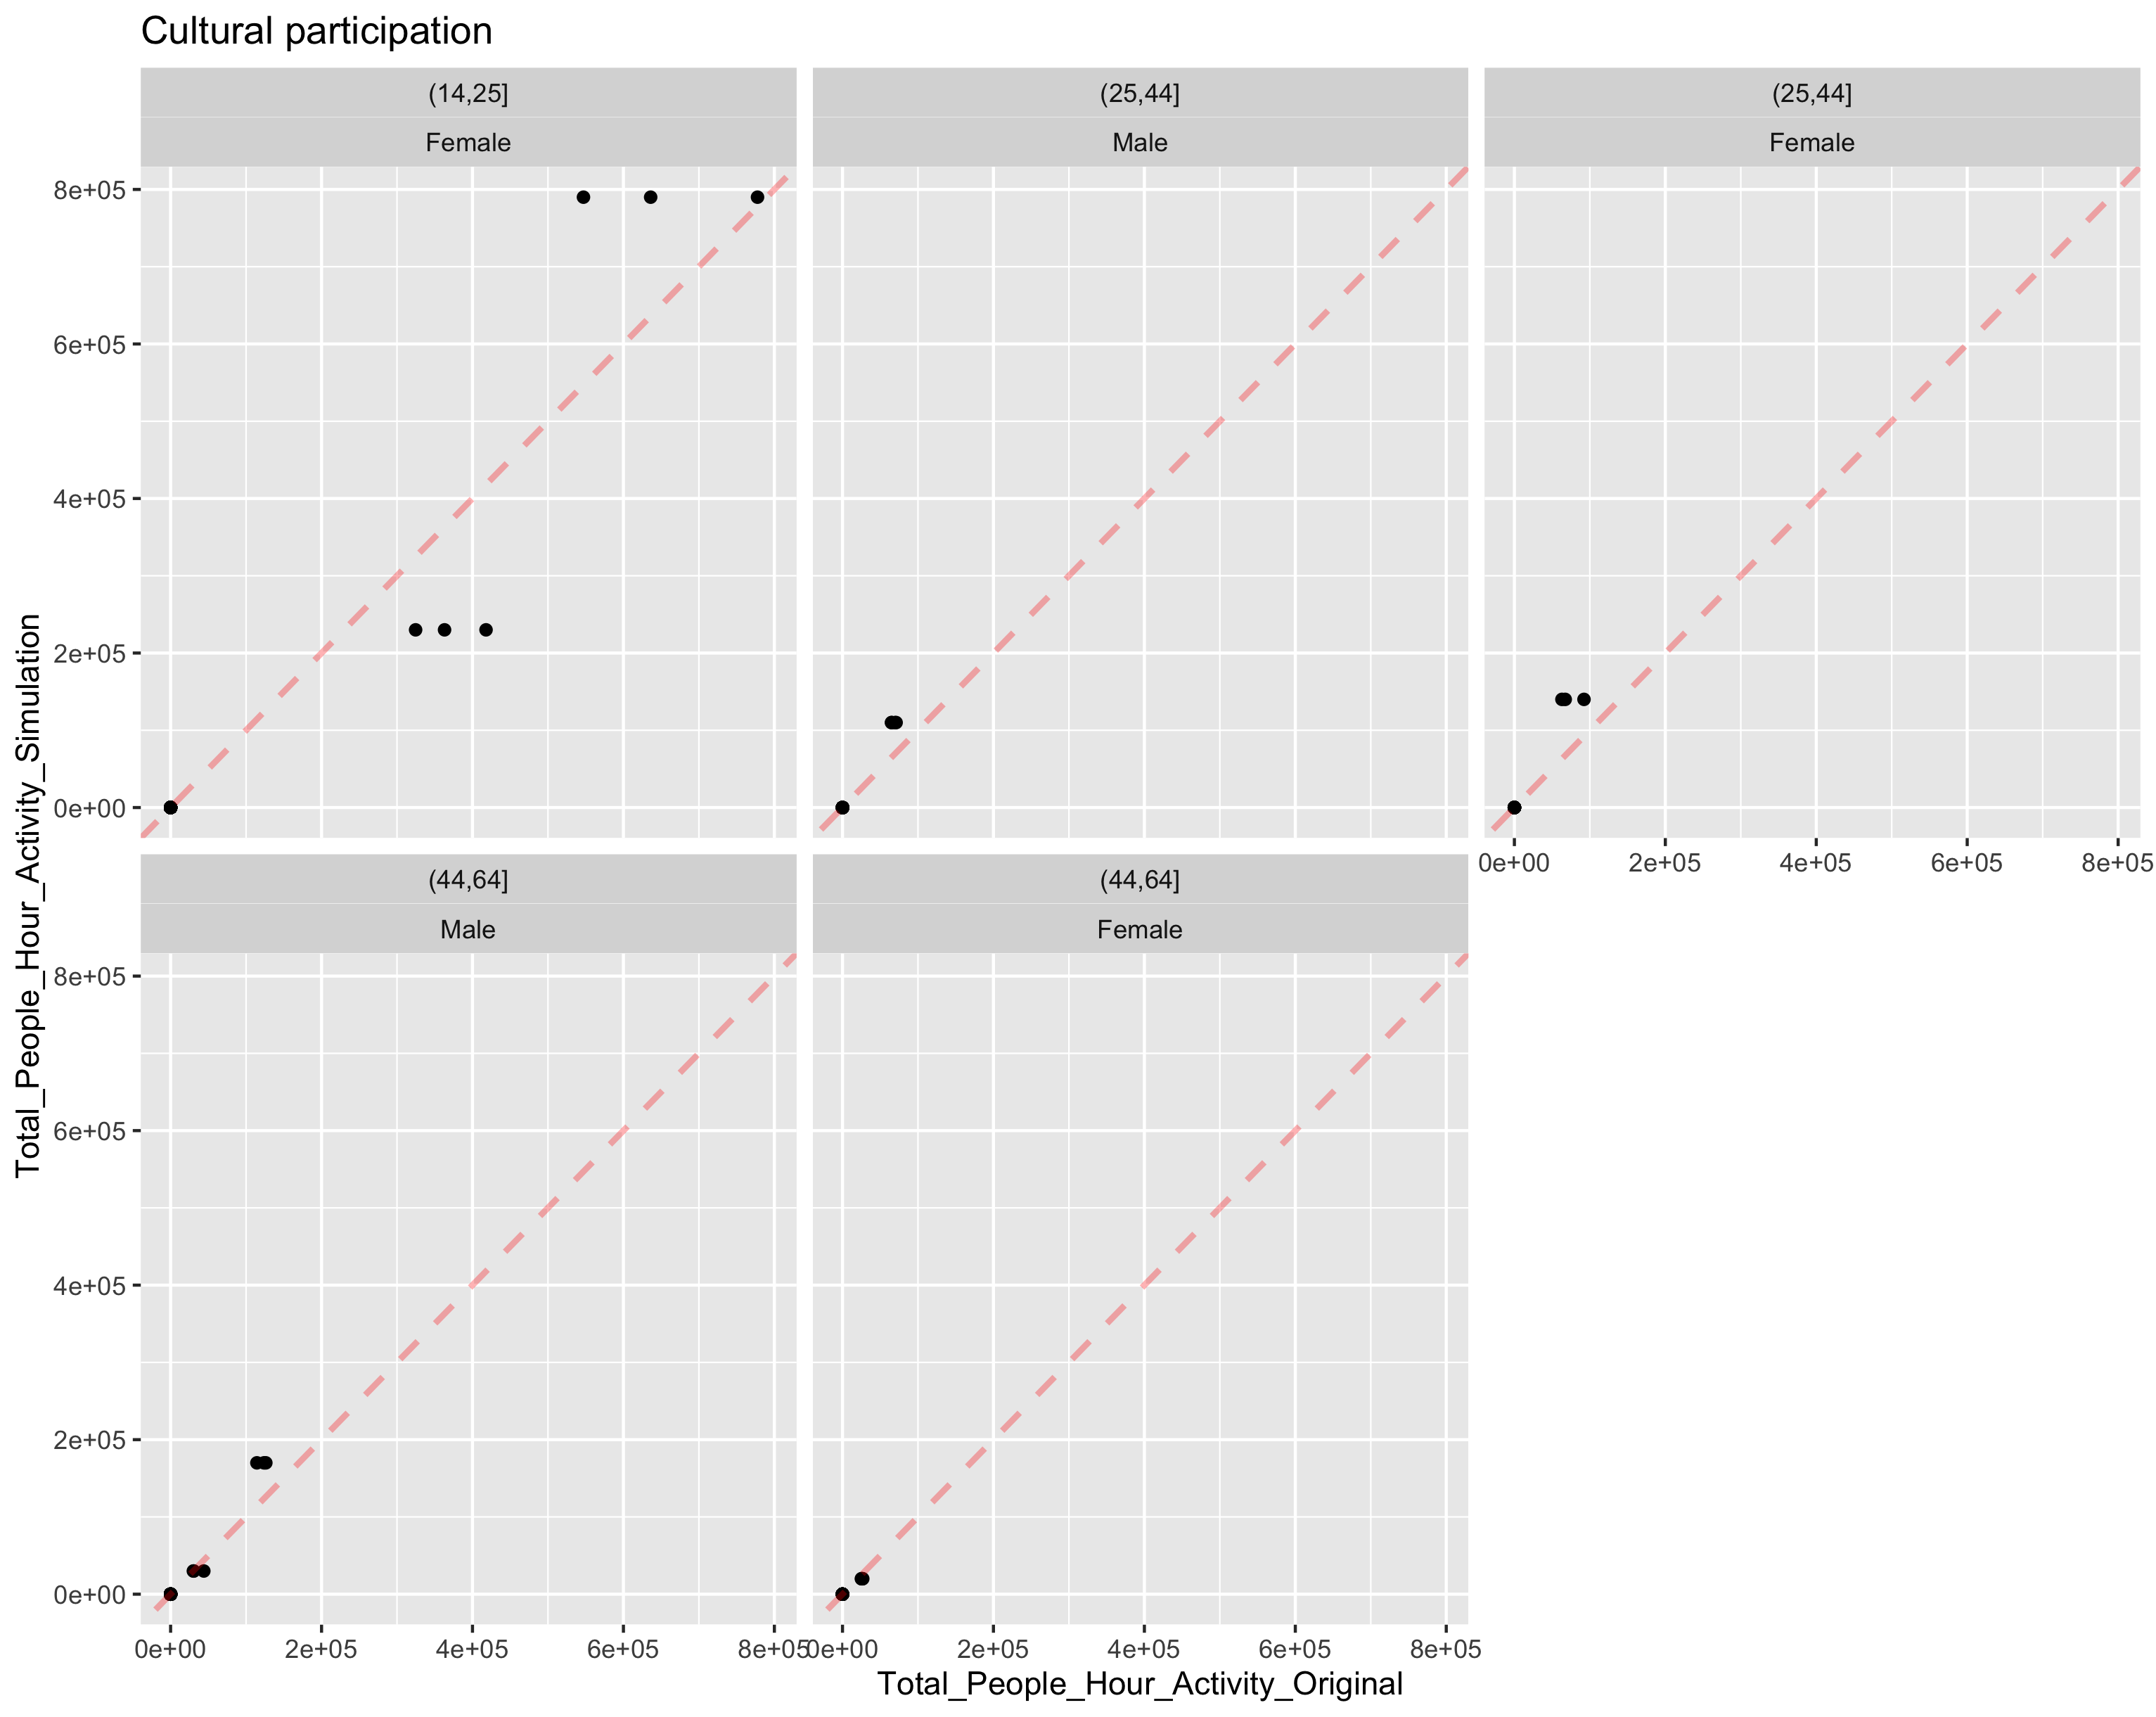 Cultural participation
(14,25]
Female
(25,44]
Male
(25,44]
Female
8e+05
6e+05
4e+05
2e+05
0e+00
0e+00 2e+05 4e+05 6e+05 8e+05
(44,64]
Male
(44,64]
Female
8e+05
6e+05
4e+05
2e+05
0e+00
0e+00 2e+05 4e+05 6e+05 8e+05
0e+00 2e+05 4e+05 6e+05 8e+05
Total_People_Hour_Activity_Original
Total_People_Hour_Activity_Simulation